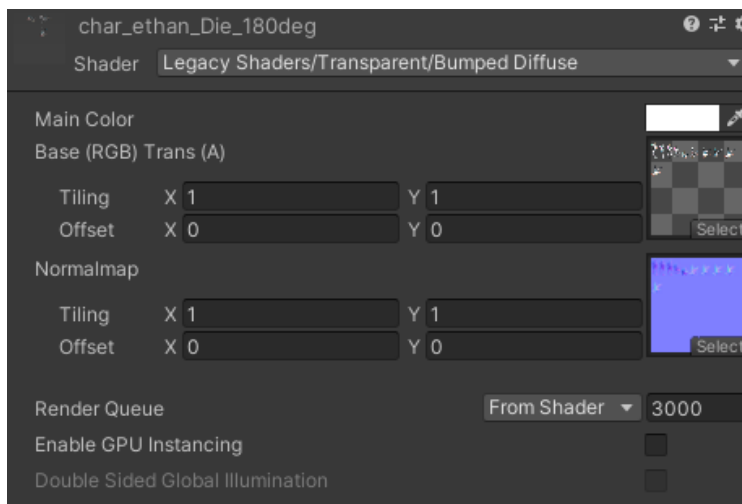 char_ethan_Die_180deg
Shader Legacy Shaders/Transparent/Bumped Diffuse
Main Color
Base (RGB) Trans (A)
Tiling X 1 Y 1
Offset X 0 Y 0
Select
Normalmap
Tiling X 1 Y 1
Offset X 0 Y 0
Select
Render Queue From Shader 3000
Enable GPU Instancing
Double Sided Global Illumination